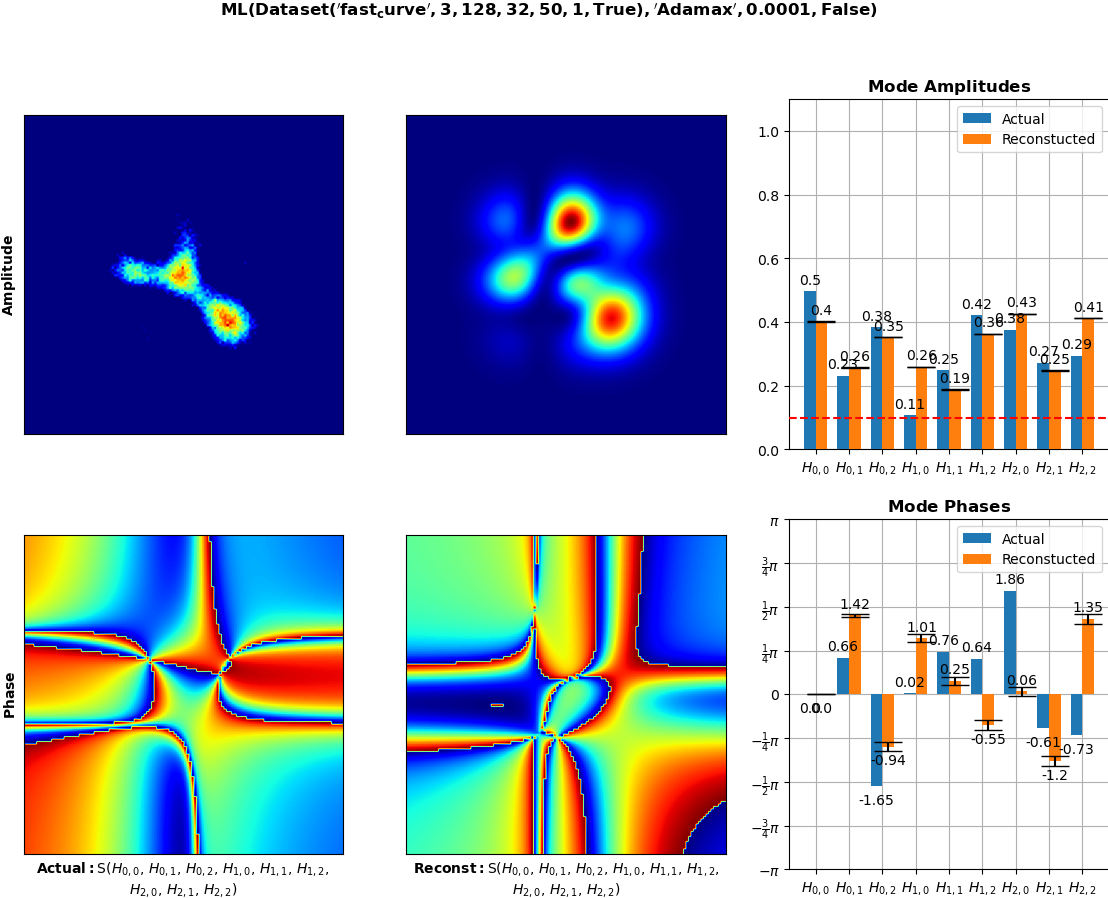 ML(Dataset('fast_curve', 3, 128, 32, 50, 1, True), 'Adamax', 0.0001, False)
Amplitude
Mode Amplitudes
Actual
Reconstucted
1.0
0.8
0.6
0.4
0.2
0.0
0.5 0.4 0.23 0.26 0.38 0.35 0.11 0.26 0.25 0.19 0.42 0.36 0.38 0.43 0.27 0.25 0.29 0.41
H0,0 H0,1 H0,2 H1,0 H1,1 H1,2 H2,0 H2,1 H2,2
Phase
Actual: S(H0,0, H0,1, H0,2, H1,0, H1,1, H1,2,
H2,0, H2,1, H2,2)
Reconst: S(H0,0, H0,1, H0,2, H1,0, H1,1, H1,2,
H2,0, H2,1, H2,2)
Mode Phases
Actual
Reconstucted
π
3/4π
1/2π
1/4π
0
−1/4π
−1/2π
−3/4π
−π
0.0 0.0 0.66 1.42 -1.65 -0.94 0.02 1.01 0.76 0.25 0.64 -0.55 1.86 0.06 -0.61 -1.2 -0.73 1.35
H0,0 H0,1 H0,2 H1,0 H1,1 H1,2 H2,0 H2,1 H2,2